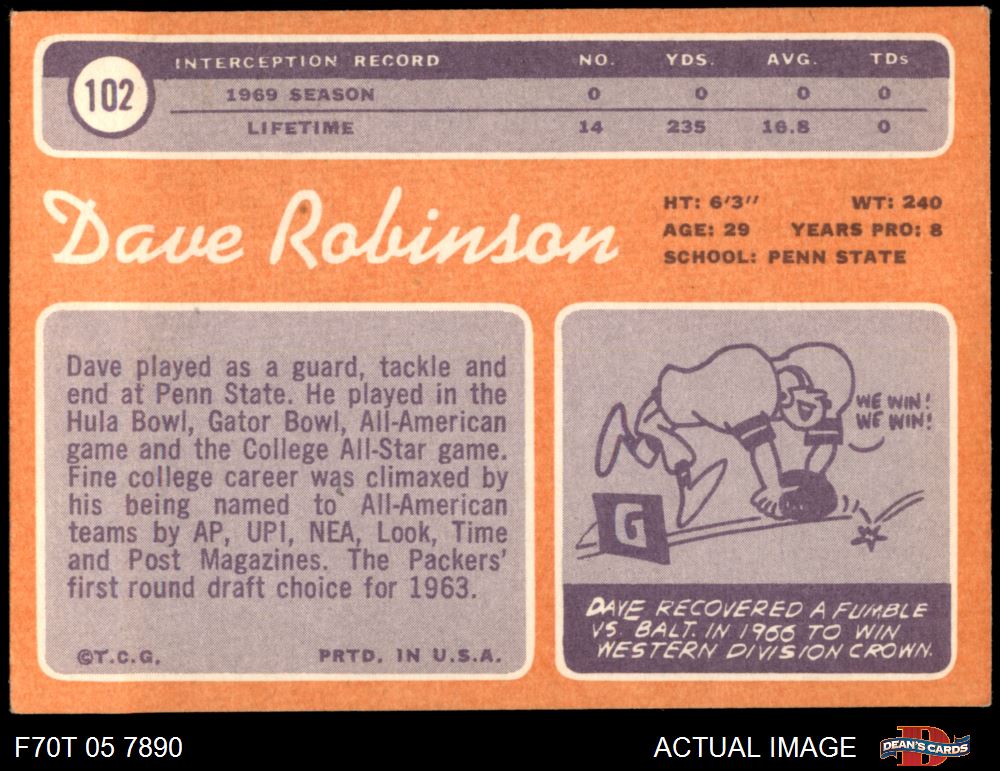 102
INTERCEPTION RECORD NO. YDS. AVG. TDs
1969 SEASON 0 0 0 0
LIFETIME 14 235 16.8 0
Dave Robinson
HT: 6'3" WT: 240
AGE: 29 YEARS PRO: 8
SCHOOL: PENN STATE
Dave played as a guard, tackle and
end at Penn State. He played in the
Hula Bowl, Gator Bowl, All-American
game and the College All-Star game.
Fine college career was climaxed by
his being named to All-American
teams by AP, UPI, NEA, Look, Time
and Post Magazines. The Packers'
first round draft choice for 1963.
©T.C.G. PRTD. IN U.S.A.
WE WIN!
WE WIN!
G
DAVE RECOVERED A FUMBLE
VS. BALT. IN 1966 TO WIN
WESTERN DIVISION CROWN.
F70T 05 7890 ACTUAL IMAGE
D
DEAN'S CARDS